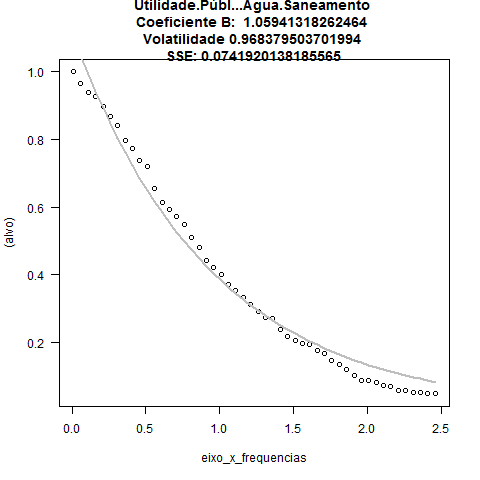 Utilidade.Públ...Agua.Saneamento
Coeficiente B:  1.05941318262464
Volatilidade 0.968379503701994
SSE: 0.0741920138185565
(alvo)
1.0
0.8
0.6
0.4
0.2
0.0
0.5
1.0
1.5
2.0
2.5
eixo_x_frequencias